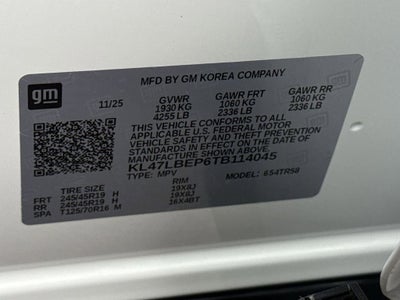 MFD BY GM KOREA COMPANY
gm
11/25 GVWR GAWR FRT GAWR RR
1930 KG 1060 KG 1060 KG
4255 LB 2336 LB 2336 LB
THIS VEHICLE CONFORMS TO ALL
APPLICABLE U.S. FEDERAL MOTOR
VEHICLE SAFETY AND THEFT PREVENTION
STANDARDS IN EFFECT ON THE DATE OF
MANUFACTURE SHOWN ABOVE.
KL47LBEP6TB114045
TYPE: MPV MODEL: 654TR58
TIRE SIZE RIM
FRT 245/45R19 H 19X8J
RR 245/45R19 H 19X8J
SPA T125/70R16 M 16X4BT